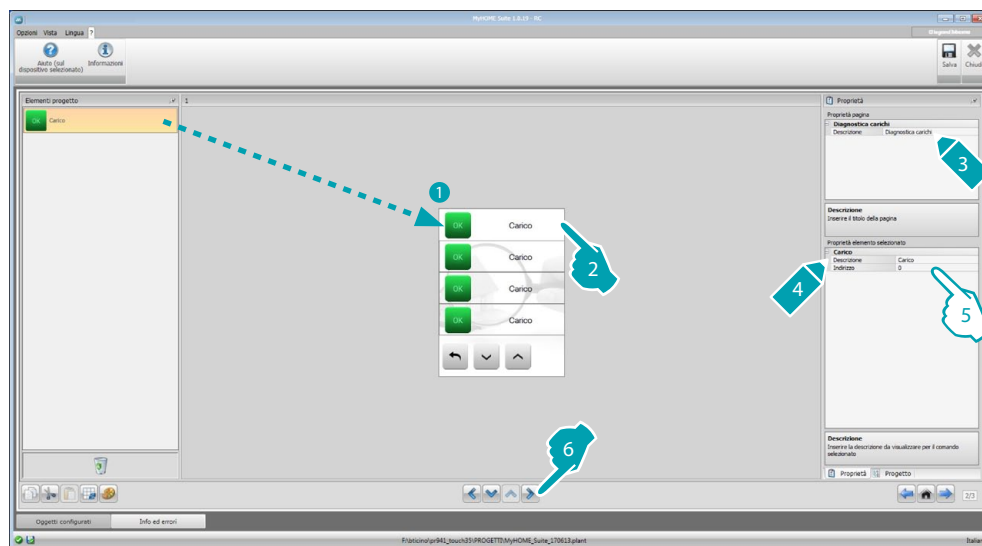 MyHOME Suite 1.0.19 - RC
Opzioni Vista Lingua ?
Aiuto (sul dispositivo selezionato)
Informazioni
Salva
Chiudi
Elementi progetto
1
Proprietà
OK Carico
Proprietà pagina
Diagnostica carichi
Descrizione Diagnostica carichi
3
1
OK Carico
2
OK Carico
OK Carico
OK Carico
Descrizione
Inserire il titolo della pagina
Proprietà elemento selezionato
Carico
Descrizione Carico
Indirizzo 0
4
5
6
Descrizione
Inserire la descrizione da visualizzare per il comando
selezionato
Proprietà Progetto
2/3
Oggetti configurati Info ed errori